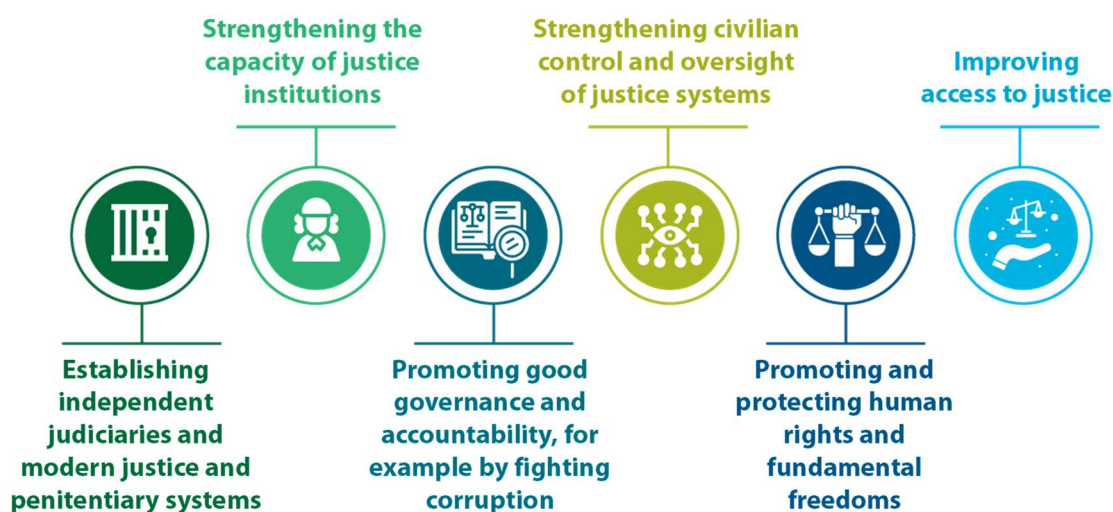 Strengthening the
capacity of justice
institutions
Strengthening civilian
control and oversight
of justice systems
Improving
access to justice
Establishing
independent
judiciaries and
modern justice and
penitentiary systems
Promoting good
governance and
accountability, for
example by fighting
corruption
Promoting and
protecting human
rights and
fundamental
freedoms